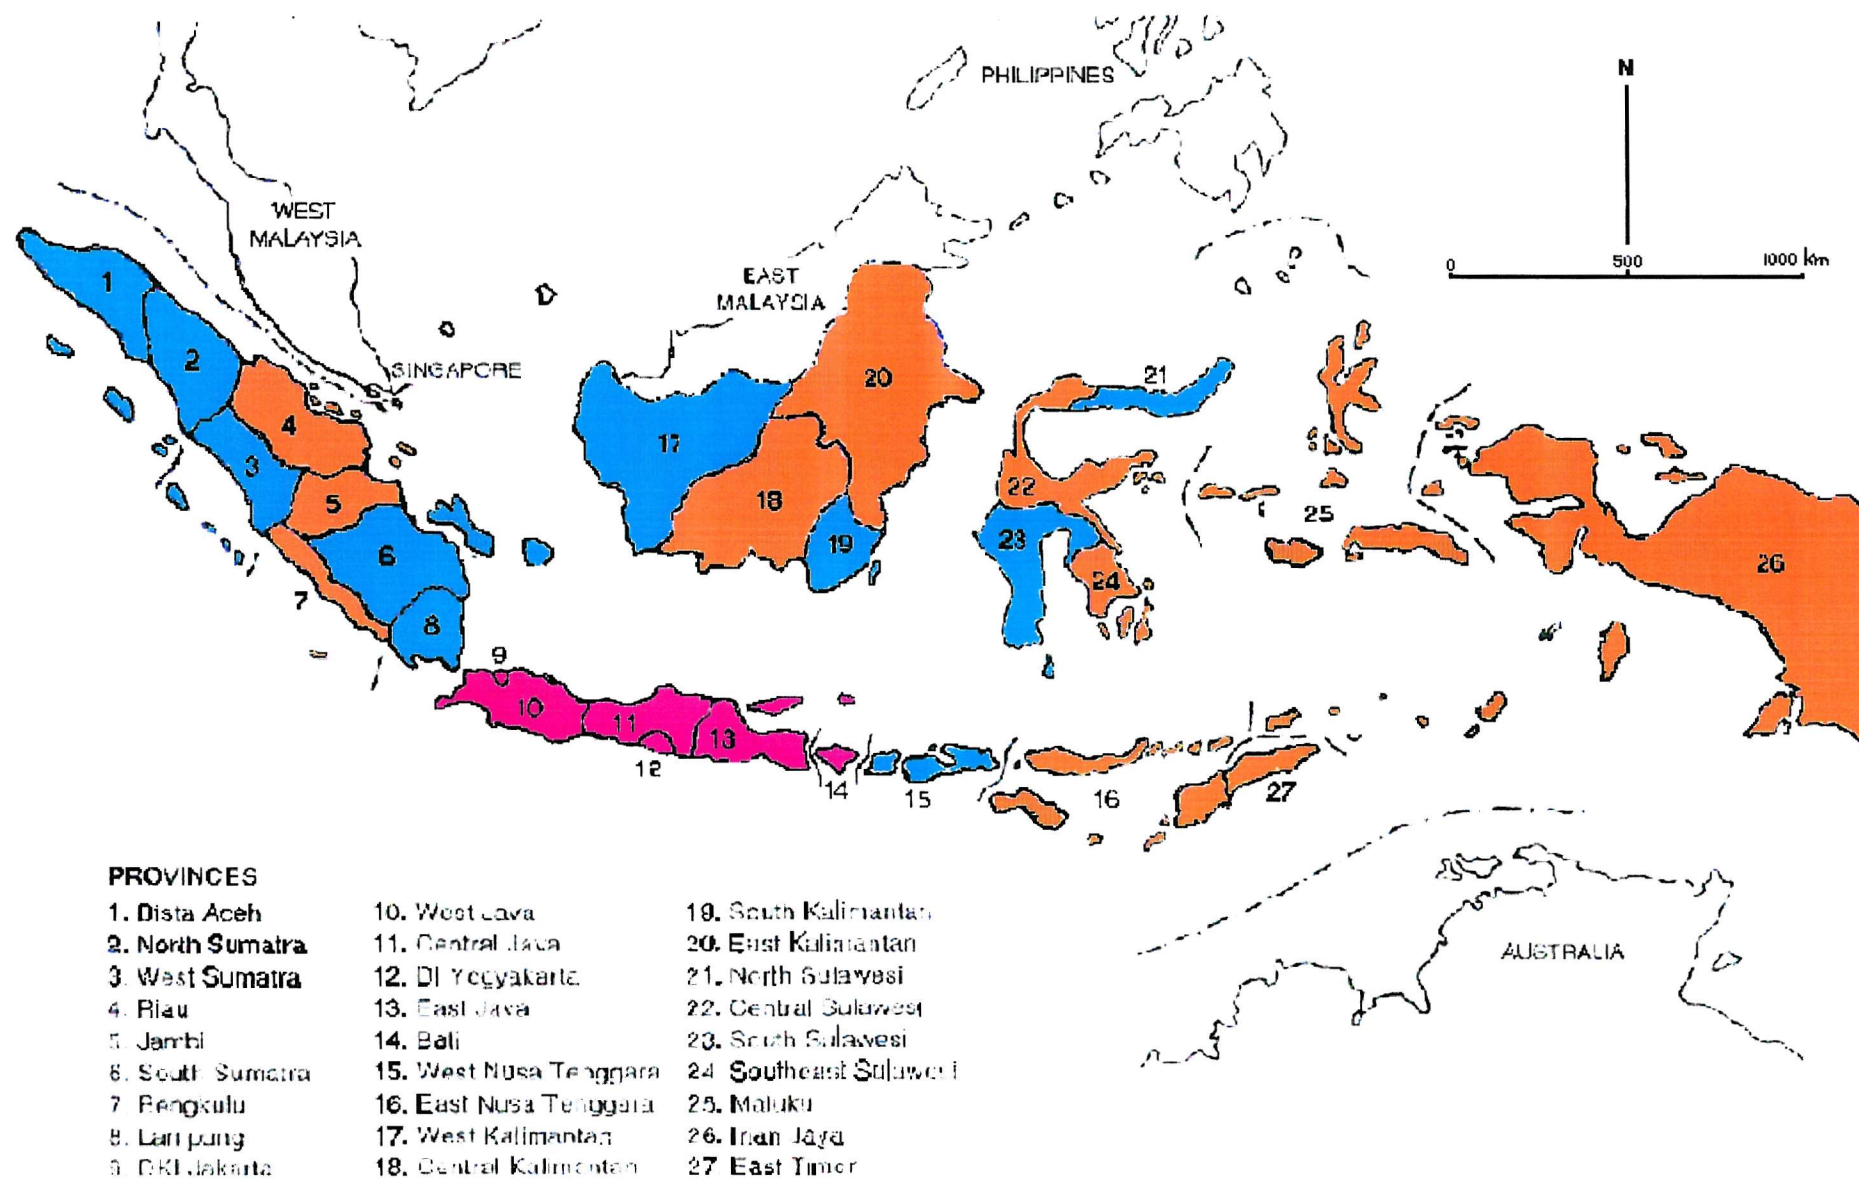 PHILIPPINES
N
WEST
MALAYSIA
EAST
MALAYSIA
0 500 1000 km
SINGAPORE
1
2
3
4
5
6
7
8
9
10
11
12
13
14
15
16
17
18
19
20
21
22
23
24
25
26
27
AUSTRALIA
PROVINCES
1. Dista Aceh
2. North Sumatra
3. West Sumatra
4. Riau
5. Jambi
6. South Sumatra
7. Bengkulu
8. Lampung
9. DKI Jakarta
10. West Java
11. Central Java
12. DI Yogyakarta
13. East Java
14. Bali
15. West Nusa Tenggara
16. East Nusa Tenggara
17. West Kalimantan
18. Central Kalimantan
19. South Kalimantan
20. East Kalimantan
21. North Sulawesi
22. Central Sulawesi
23. South Sulawesi
24. Southeast Sulawesi
25. Maluku
26. Irian Jaya
27. East Timor